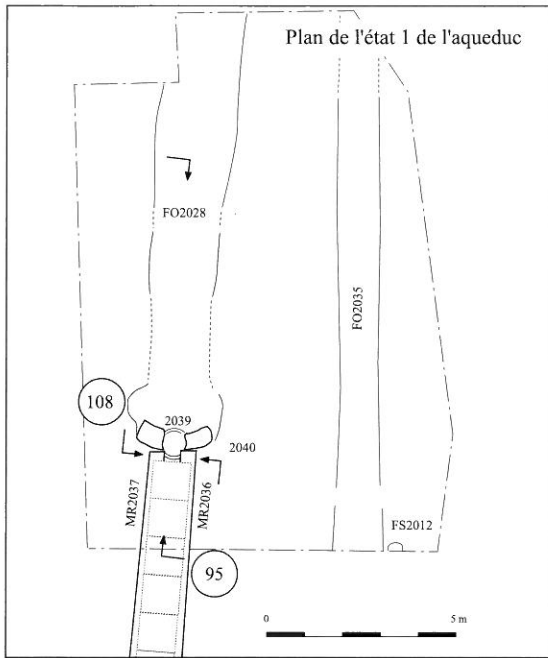 Plan de l'état 1 de l'aqueduc
FO2028
FO2035
108
2039
2040
MR2037
MR2036
FS2012
95
0 5 m